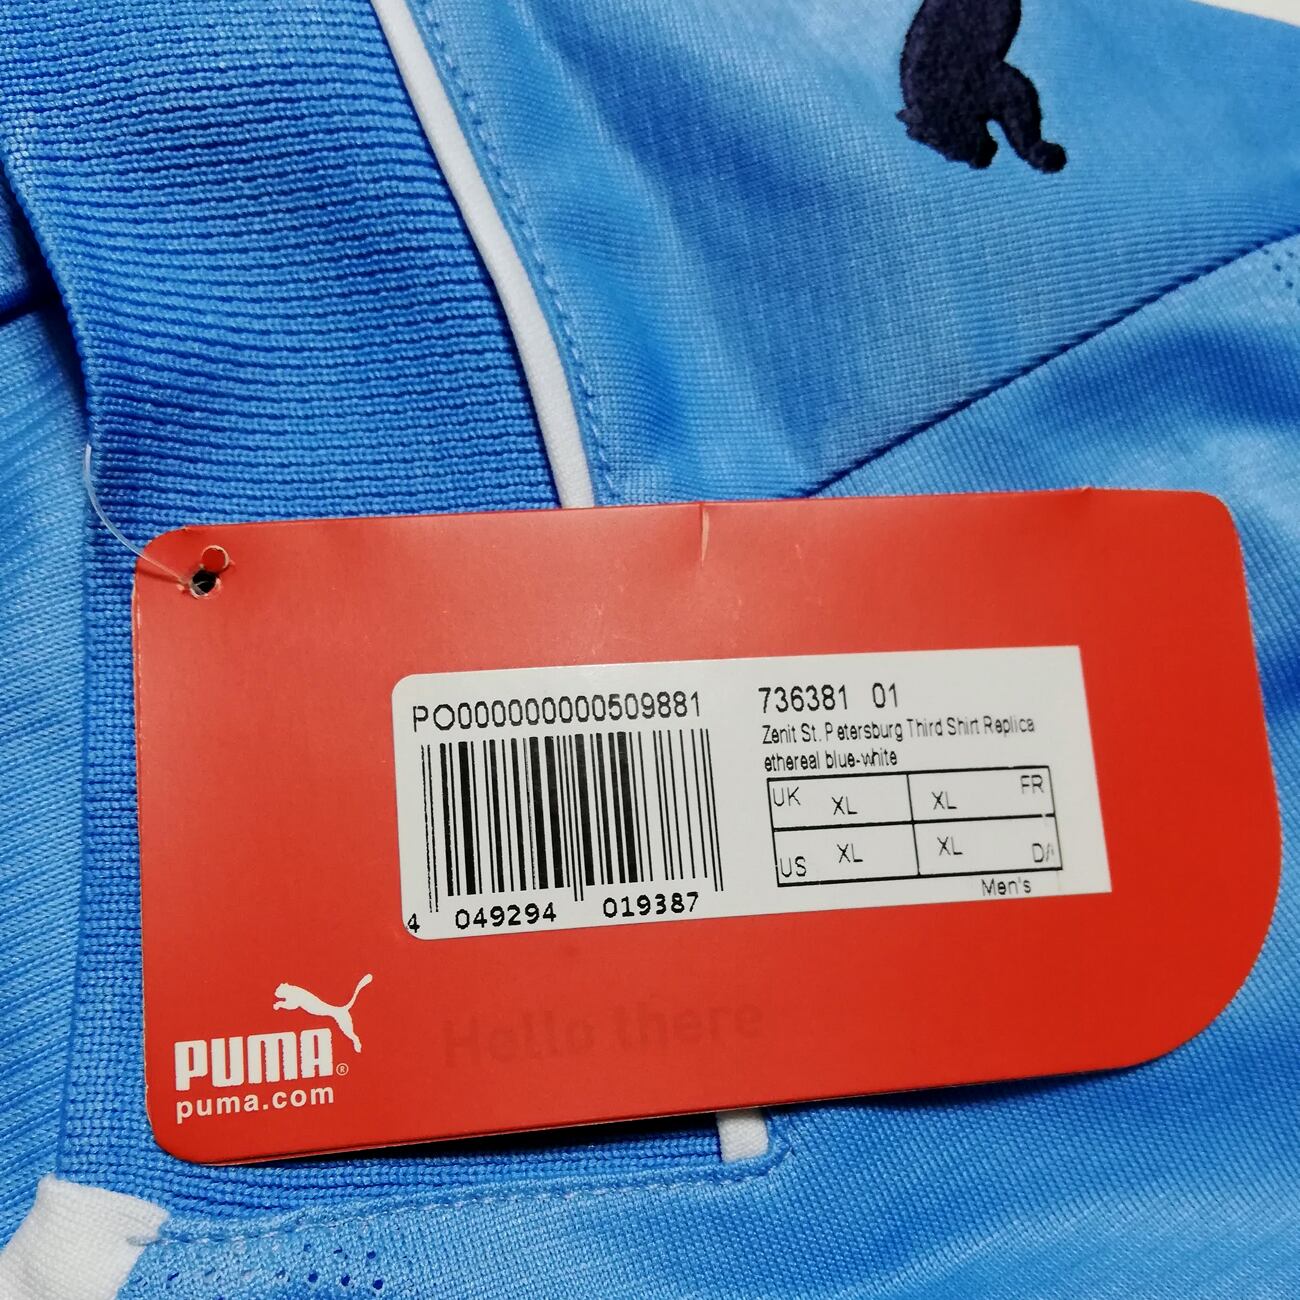 PO000000000509881
4 049294 019387
736381 01
Zenit St. Petersburg Third Shirt Replica
ethereal blue-white
UK XL XL FR
US XL XL DA
Men's
Hello there
PUMA®
puma.com